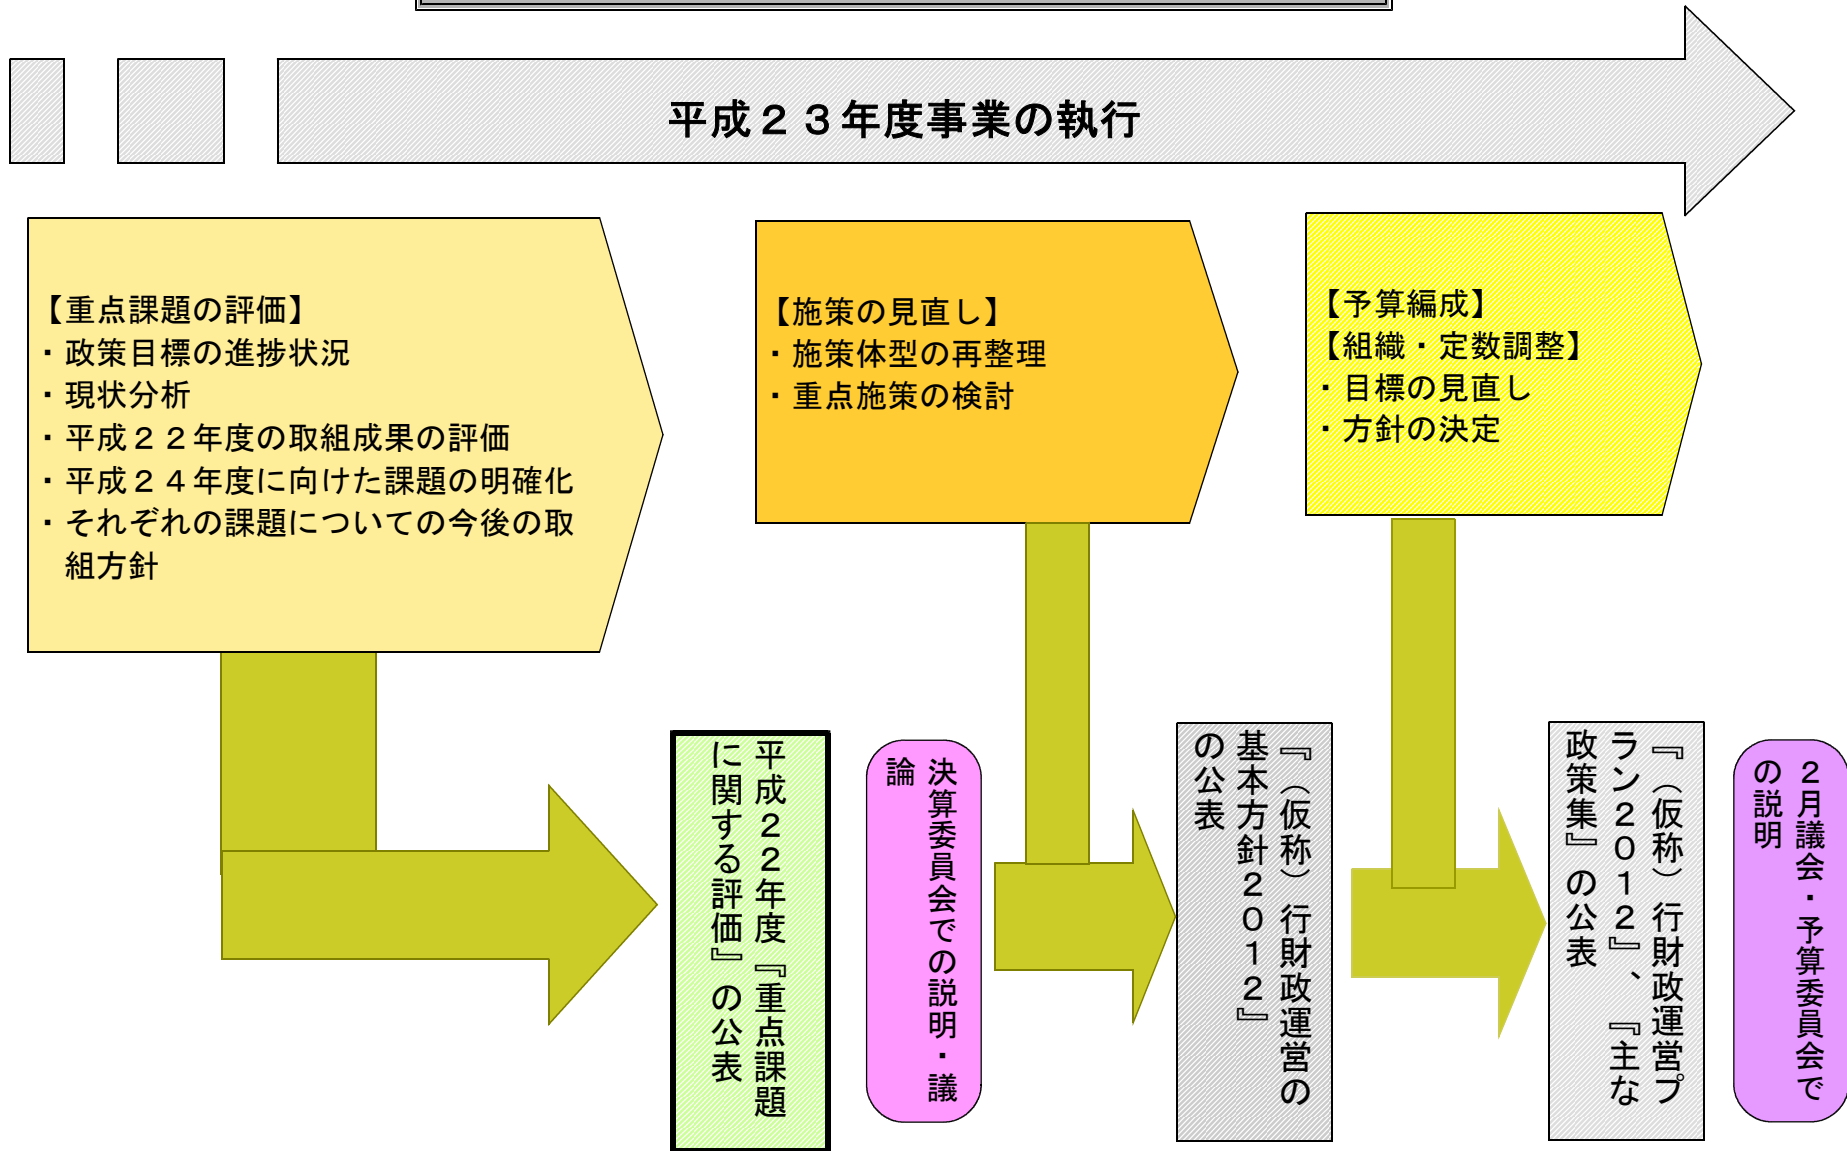 平成２３年度事業の執行
【重点課題の評価】
・政策目標の進捗状況
・現状分析
・平成２２年度の取組成果の評価
・平成２４年度に向けた課題の明確化
・それぞれの課題についての今後の取
組方針
【施策の見直し】
・施策体型の再整理
・重点施策の検討
【予算編成】
【組織・定数調整】
・目標の見直し
・方針の決定
平成２２年度『重点課題
に関する評価』の公表
決算委員会での説明・議
論
『（仮称）行財政運営の
基本方針２０１２』
の公表
『（仮称）行財政運営プ
ラン２０１２』、『主な
政策集』の公表
２月議会・予算委員会で
の説明